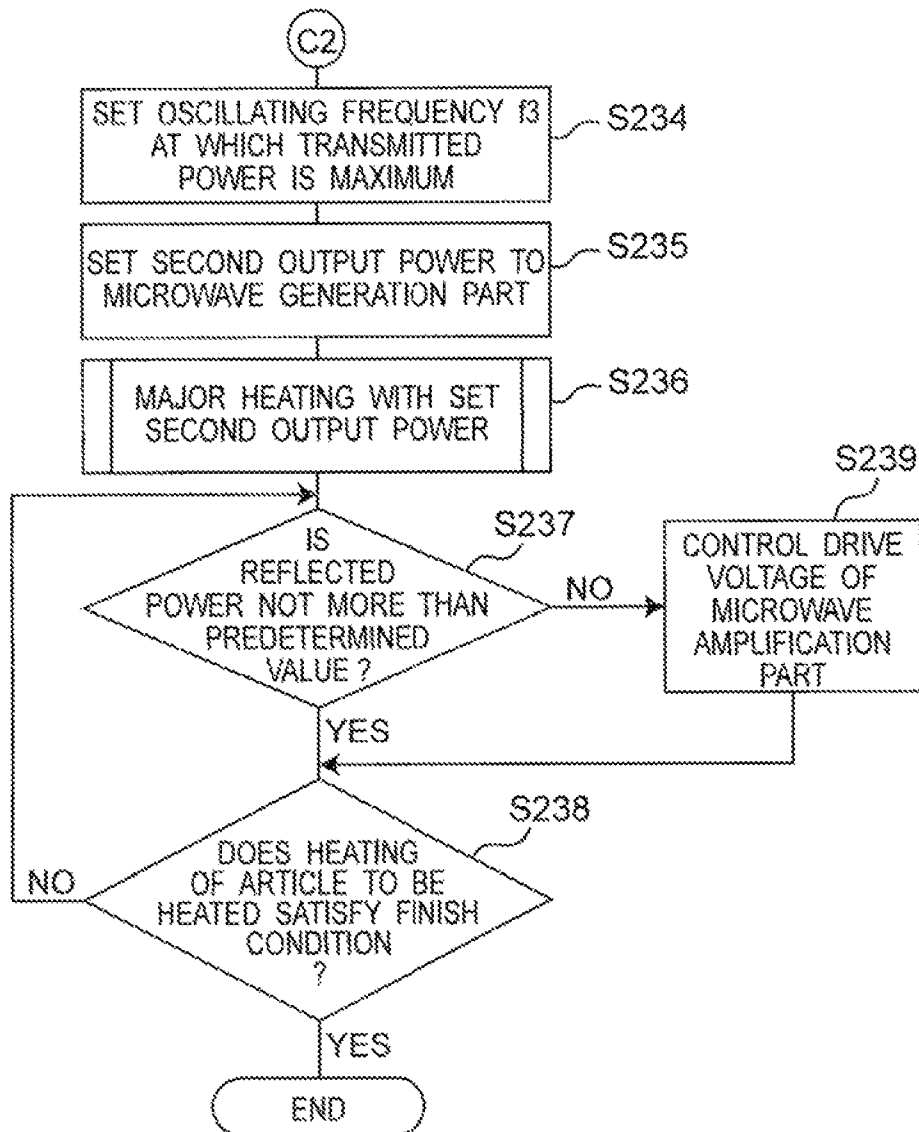 C2
SET OSCILLATING FREQUENCY f3
AT WHICH TRANSMITTED
POWER IS MAXIMUM
S234
SET SECOND OUTPUT POWER TO
MICROWAVE GENERATION PART
S235
MAJOR HEATING WITH SET
SECOND OUTPUT POWER
S236
IS
REFLECTED
POWER NOT MORE THAN
PREDETERMINED
VALUE ?
S237
NO
S239
CONTROL DRIVE
VOLTAGE OF
MICROWAVE
AMPLIFICATION
PART
YES
DOES HEATING
OF ARTICLE TO BE
HEATED SATISFY FINISH
CONDITION
?
S238
NO
YES
END